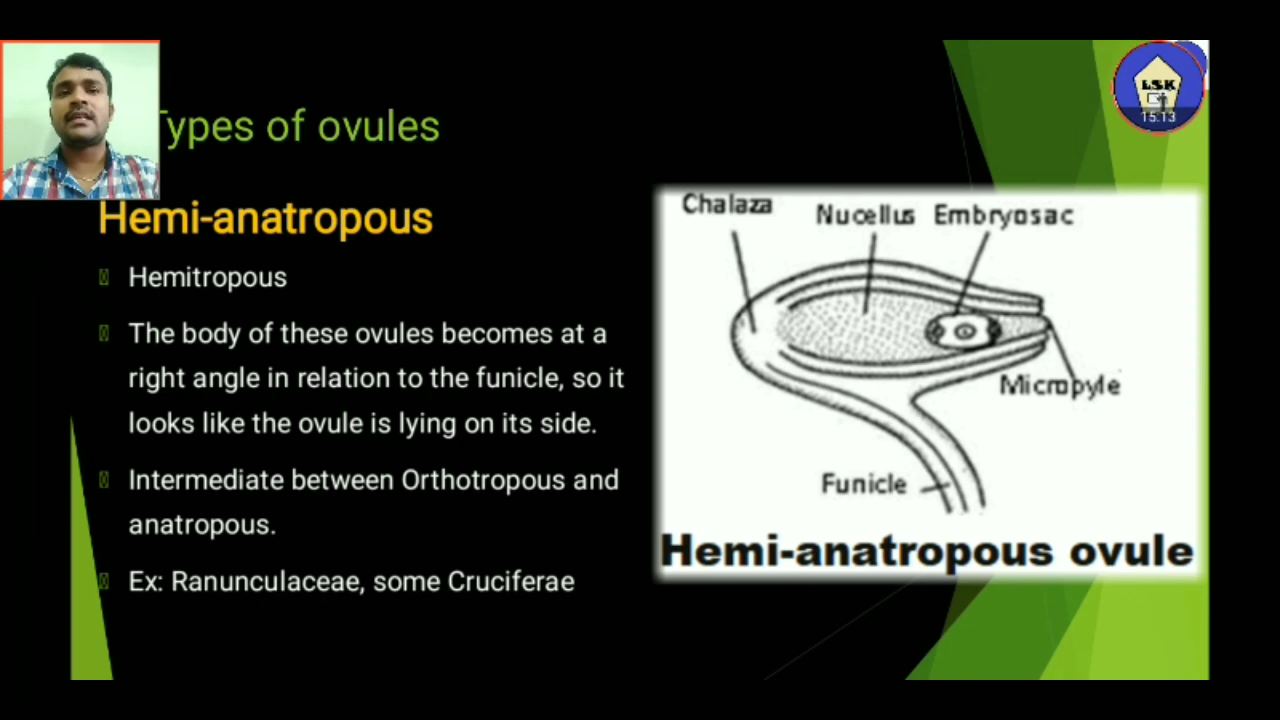 LSK
15:13
Types of ovules
Hemi-anatropous
Hemitropous
The body of these ovules becomes at a
right angle in relation to the funicle, so it
looks like the ovule is lying on its side.
Intermediate between Orthotropous and
anatropous.
Ex: Ranunculaceae, some Cruciferae
Chalaza
Nucellus
Embryosac
Micropyle
Funicle
Hemi-anatropous ovule